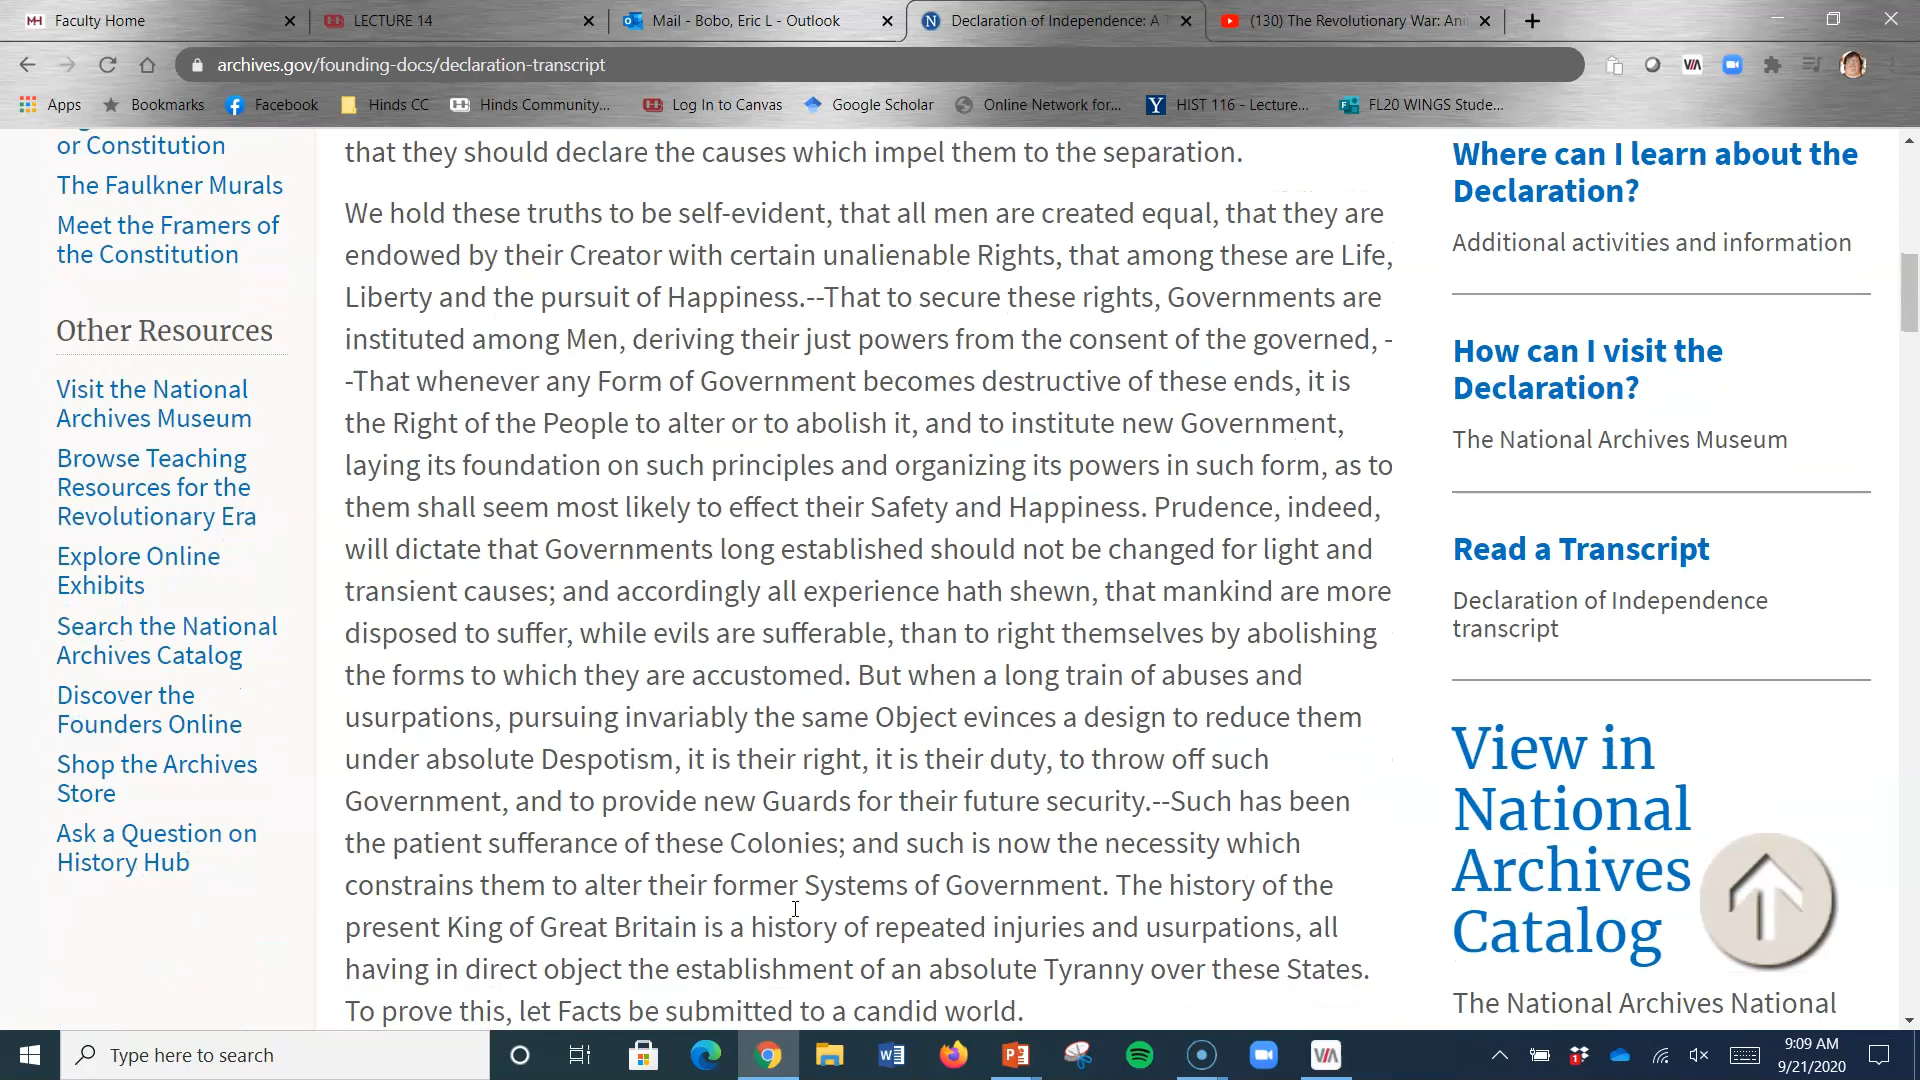 Faculty Home
LECTURE 14
Mail - Bobo, Eric L - Outlook
Declaration of Independence: A T
(130) The Revolutionary War: Ani
archives.gov/founding-docs/declaration-transcript
Apps
Bookmarks
Facebook
Hinds CC
Hinds Community...
Log In to Canvas
Google Scholar
Online Network for...
HIST 116 - Lecture...
FL20 WINGS Stude...
or Constitution
The Faulkner Murals
Meet the Framers of
the Constitution
Other Resources
Visit the National
Archives Museum
Browse Teaching
Resources for the
Revolutionary Era
Explore Online
Exhibits
Search the National
Archives Catalog
Discover the
Founders Online
Shop the Archives
Store
Ask a Question on
History Hub
that they should declare the causes which impel them to the separation.
We hold these truths to be self-evident, that all men are created equal, that they are
endowed by their Creator with certain unalienable Rights, that among these are Life,
Liberty and the pursuit of Happiness.--That to secure these rights, Governments are
instituted among Men, deriving their just powers from the consent of the governed, -
-That whenever any Form of Government becomes destructive of these ends, it is
the Right of the People to alter or to abolish it, and to institute new Government,
laying its foundation on such principles and organizing its powers in such form, as to
them shall seem most likely to effect their Safety and Happiness. Prudence, indeed,
will dictate that Governments long established should not be changed for light and
transient causes; and accordingly all experience hath shewn, that mankind are more
disposed to suffer, while evils are sufferable, than to right themselves by abolishing
the forms to which they are accustomed. But when a long train of abuses and
usurpations, pursuing invariably the same Object evinces a design to reduce them
under absolute Despotism, it is their right, it is their duty, to throw off such
Government, and to provide new Guards for their future security.--Such has been
the patient sufferance of these Colonies; and such is now the necessity which
constrains them to alter their former Systems of Government. The history of the
present King of Great Britain is a history of repeated injuries and usurpations, all
having in direct object the establishment of an absolute Tyranny over these States.
To prove this, let Facts be submitted to a candid world.
Where can I learn about the
Declaration?
Additional activities and information
How can I visit the
Declaration?
The National Archives Museum
Read a Transcript
Declaration of Independence
transcript
View in
National
Archives
Catalog
The National Archives National
Type here to search
9:09 AM
9/21/2020